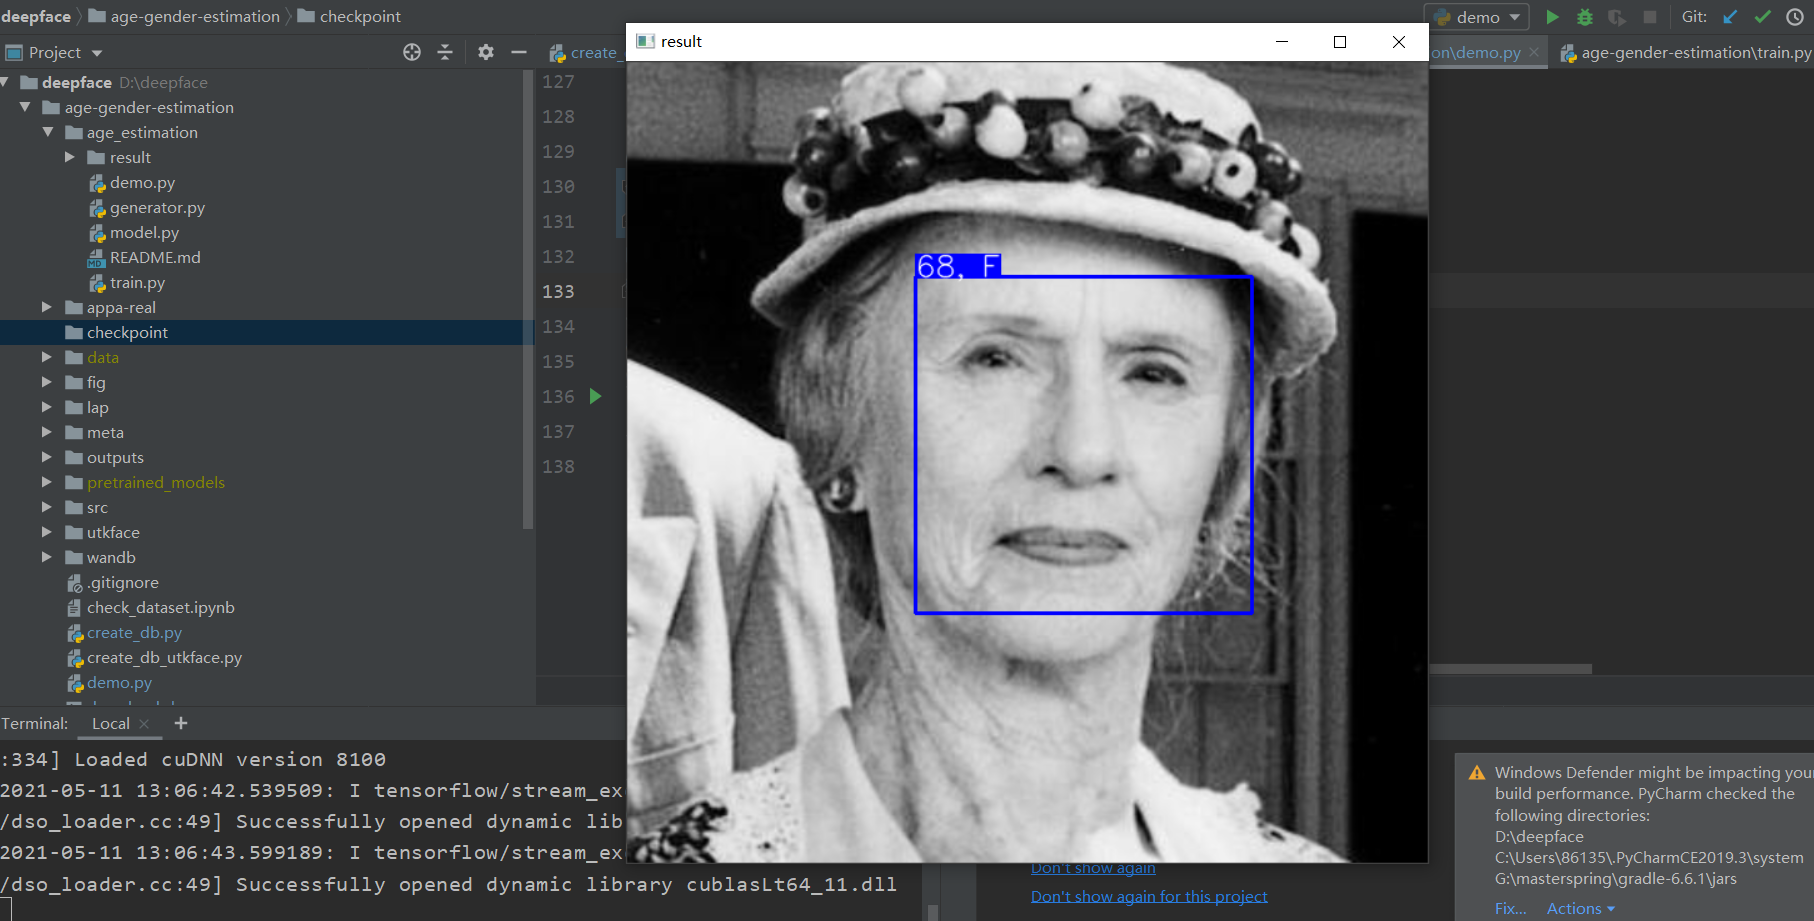 deepface age-gender-estimation checkpoint
demo
Git:
Project
create_
on\demo.py
age-gender-estimation\train.py
result
deepface D:\deepface
age-gender-estimation
age_estimation
result
demo.py
generator.py
model.py
README.md
train.py
appa-real
checkpoint
data
fig
lap
meta
outputs
pretrained_models
src
utkface
wandb
.gitignore
check_dataset.ipynb
create_db.py
create_db_utkface.py
demo.py
127
128
129
130
131
132
133
134
135
136
137
138
68, F
Terminal: Local +
:334] Loaded cuDNN version 8100
2021-05-11 13:06:42.539509: I tensorflow/stream_ex
/dso_loader.cc:49] Successfully opened dynamic lib
2021-05-11 13:06:43.599189: I tensorflow/stream_ex
/dso_loader.cc:49] Successfully opened dynamic library cublasLt64_11.dll
Don't show again
Don't show again for this project
Windows Defender might be impacting your
build performance. PyCharm checked the
following directories:
D:\deepface
C:\Users\86135\.PyCharmCE2019.3\system
G:\masterspring\gradle-6.6.1\jars
Fix... Actions